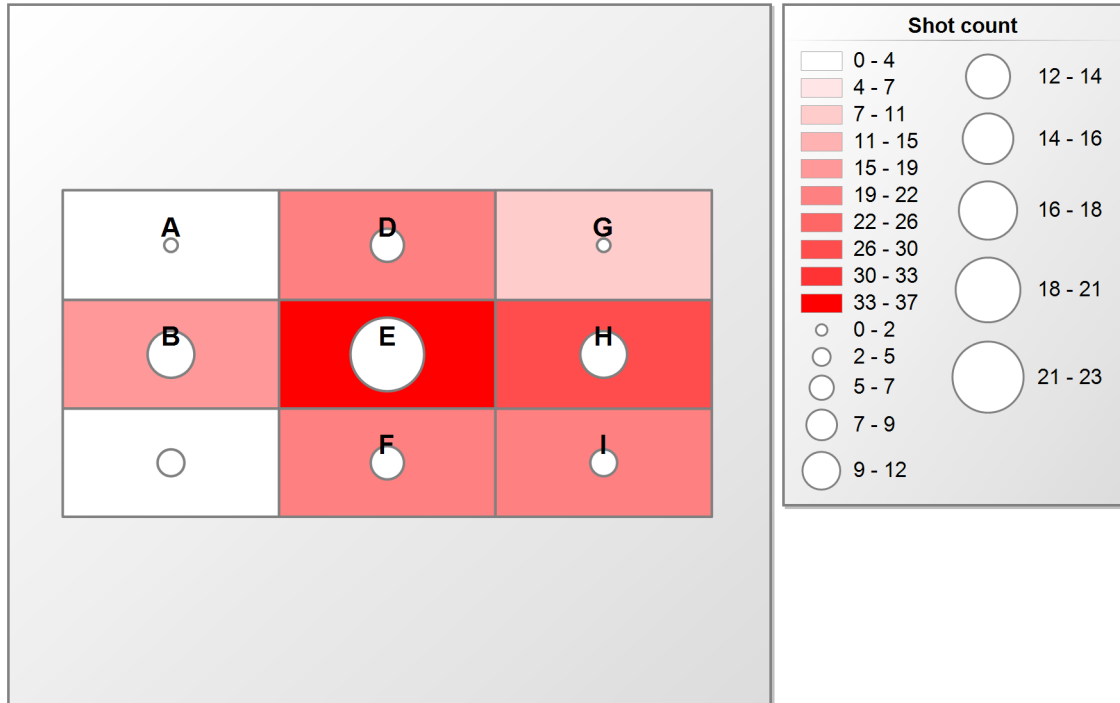 Shot count
0 - 4
4 - 7
7 - 11
11 - 15
15 - 19
19 - 22
22 - 26
26 - 30
30 - 33
33 - 37
0 - 2
2 - 5
5 - 7
7 - 9
9 - 12
12 - 14
14 - 16
16 - 18
18 - 21
21 - 23
A D G
B E H
F I